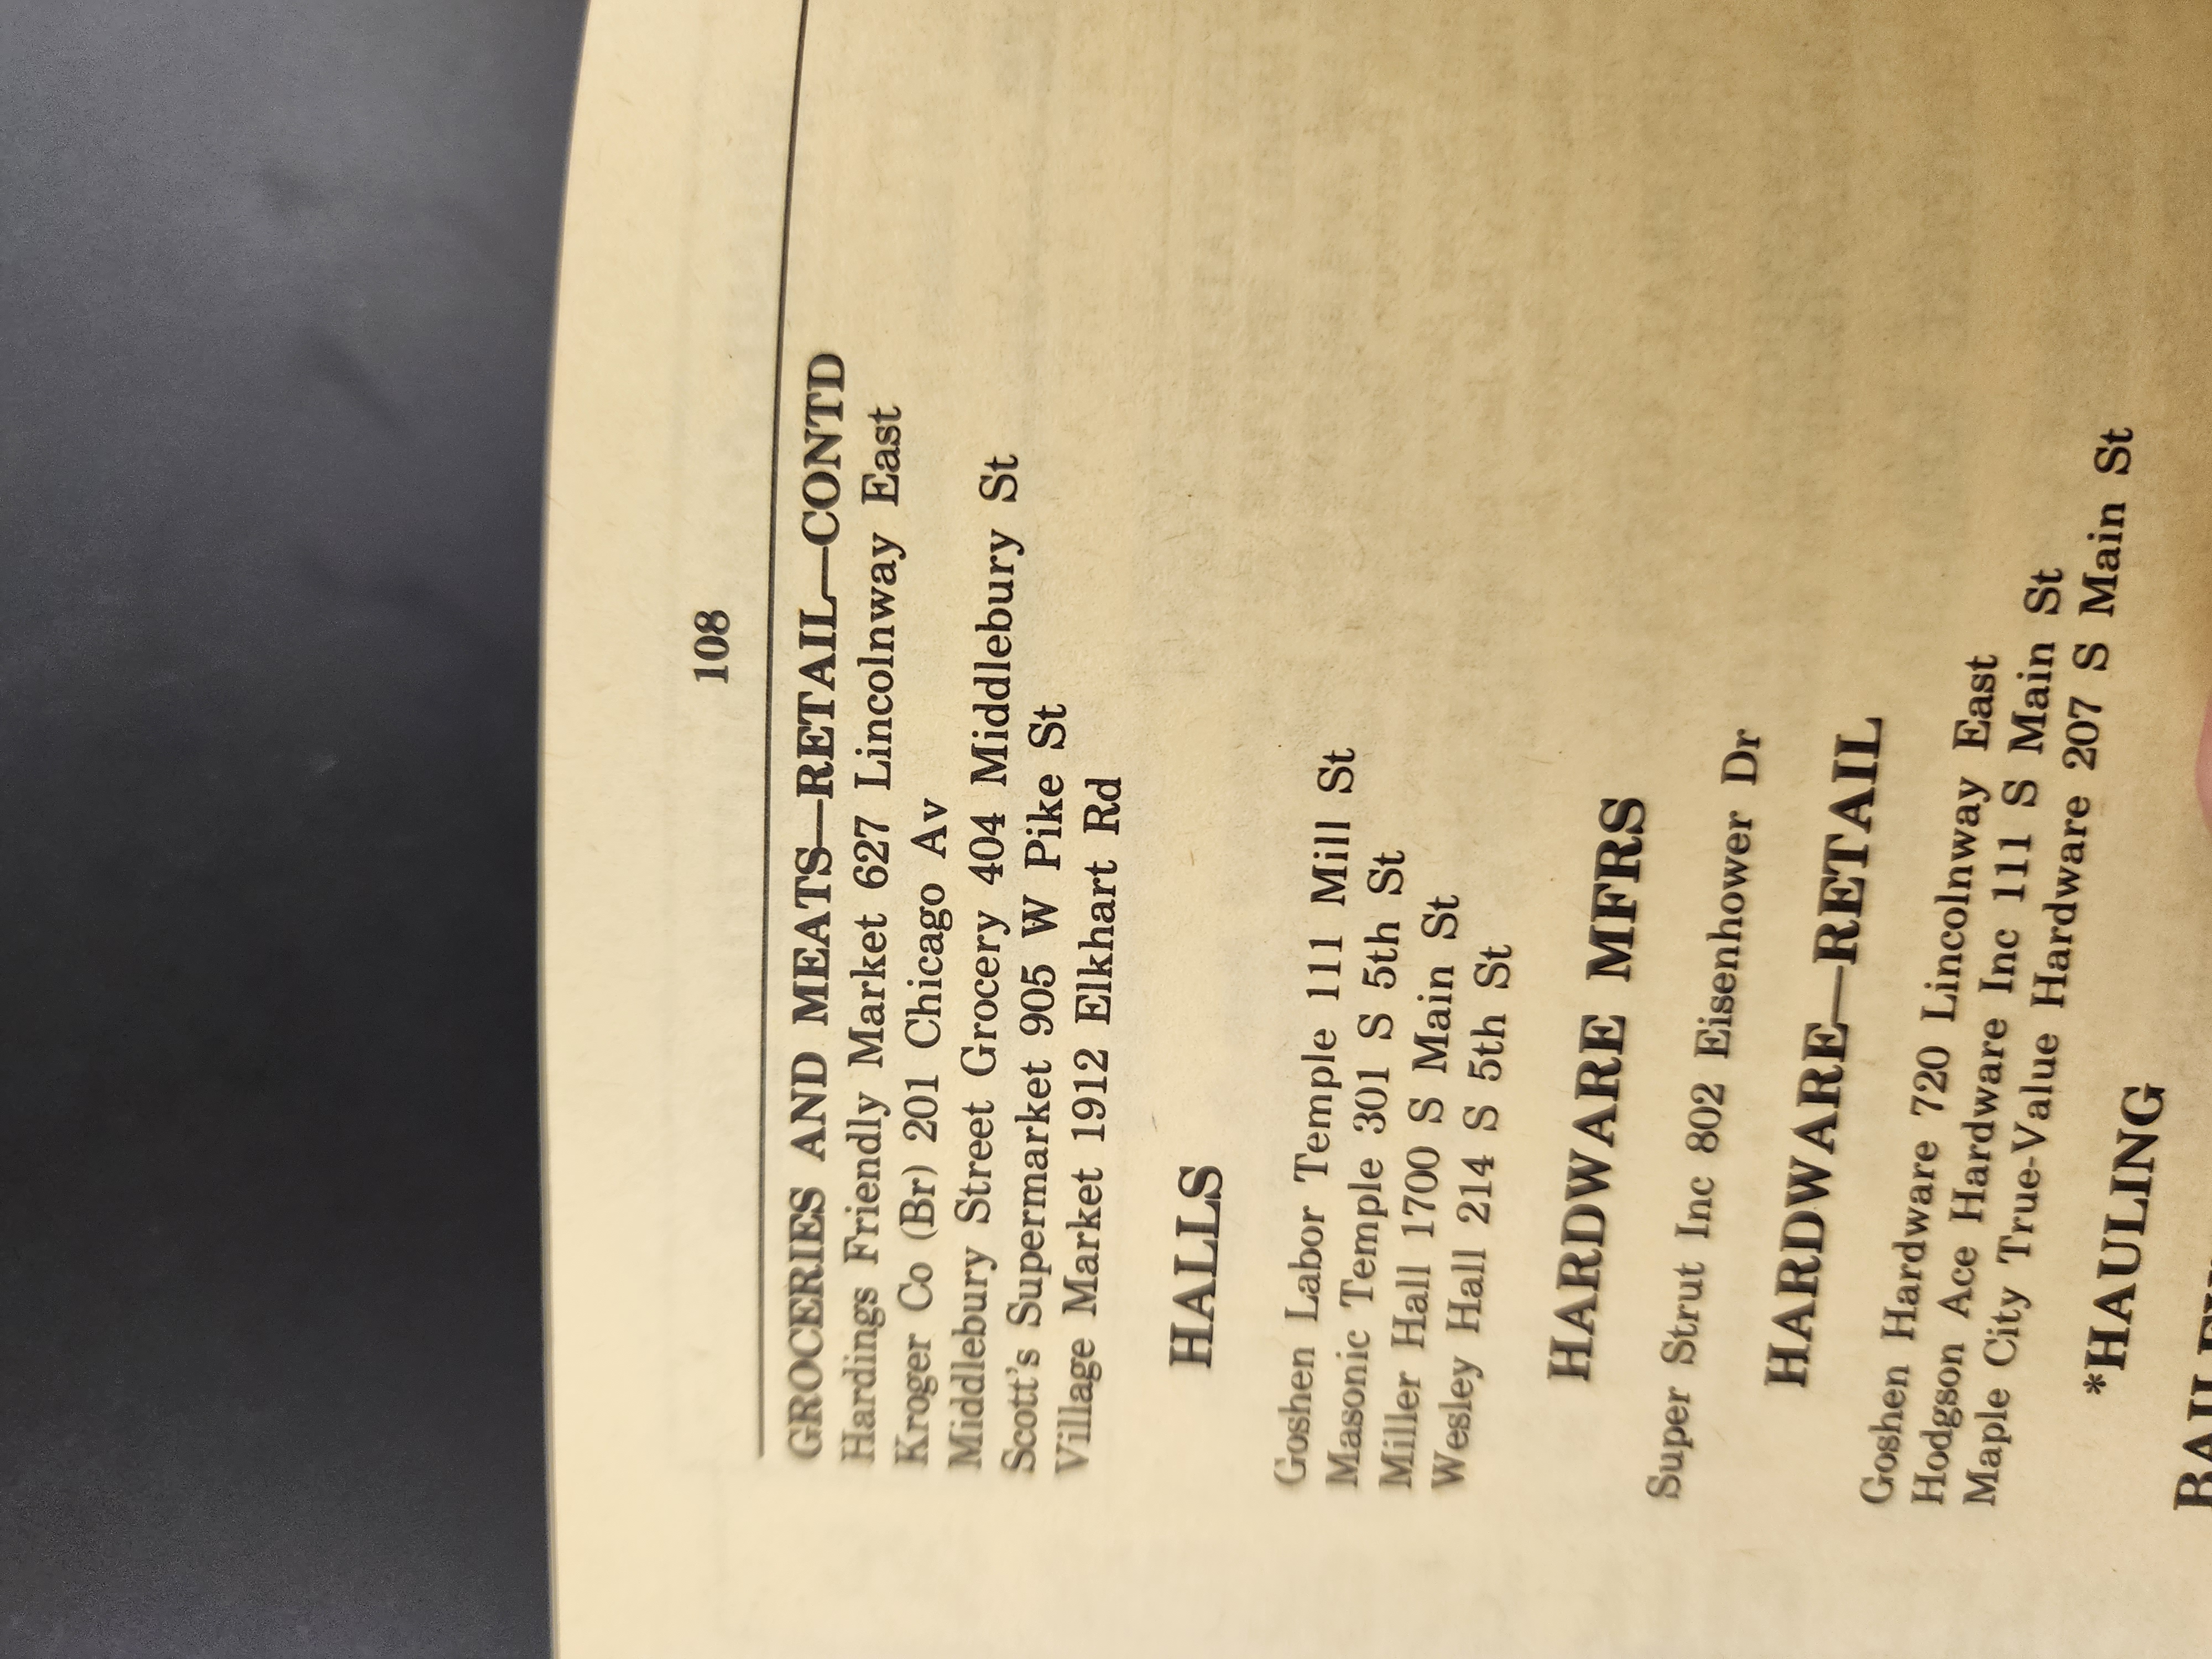 108
GROCERIES AND MEATS—RETAIL—CONTD
Hardings Friendly Market 627 Lincolnway East
Kroger Co (Br) 201 Chicago Av
Middlebury Street Grocery 404 Middlebury St
Scott's Supermarket 905 W Pike St
Village Market 1912 Elkhart Rd
HALLS
Goshen Labor Temple 111 Mill St
Masonic Temple 301 S 5th St
Miller Hall 1700 S Main St
Wesley Hall 214 S 5th St
HARDWARE MFRS
Super Strut Inc 802 Eisenhower Dr
HARDWARE—RETAIL
Goshen Hardware 720 Lincolnway East
Hodgson Ace Hardware Inc 111 S Main St
Maple City True-Value Hardware 207 S Main St
*HAULING